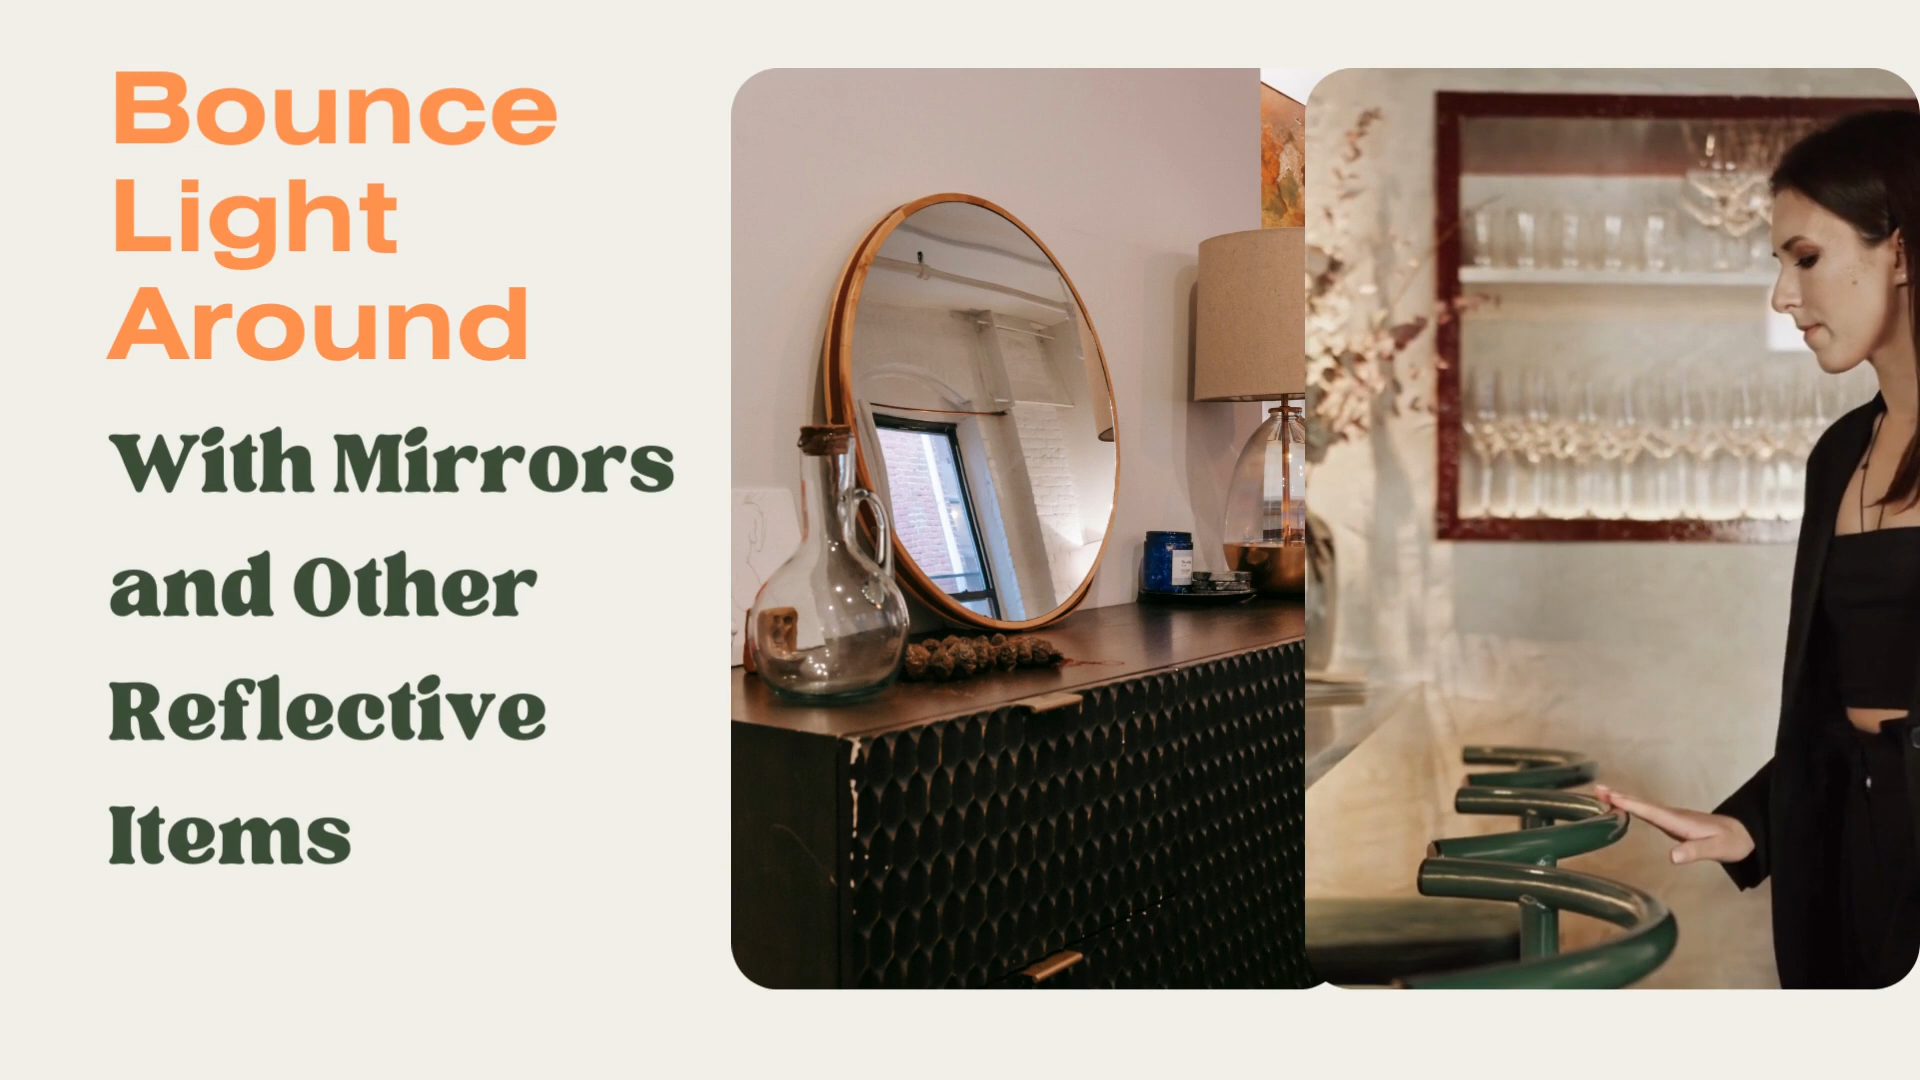 Bounce
Light
Around
With Mirrors
and Other
Reflective
Items